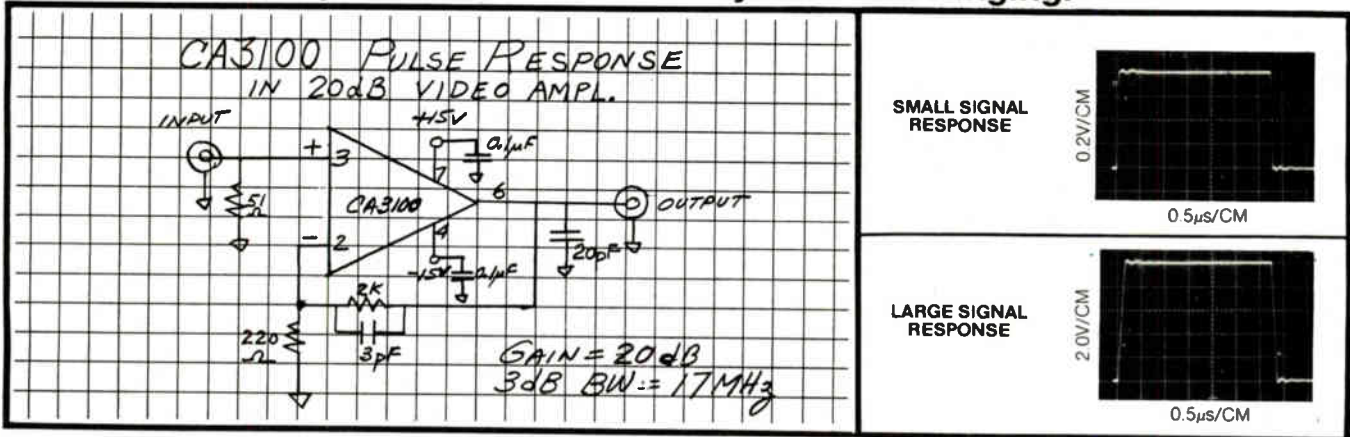 CA3100 PULSE RESPONSE
IN 20dB VIDEO AMPL.
INPUT
+15V
0.1µF
+
3
7
6
51
Ω
CA3100
OUTPUT
-
2
4
20pF
-15V
0.1µF
2K
220
Ω
3pF
GAIN = 20dB
3dB BW.= 17MHz
SMALL SIGNAL
RESPONSE
0.2V/CM
0.5µs/CM
LARGE SIGNAL
RESPONSE
2.0V/CM
0.5µs/CM